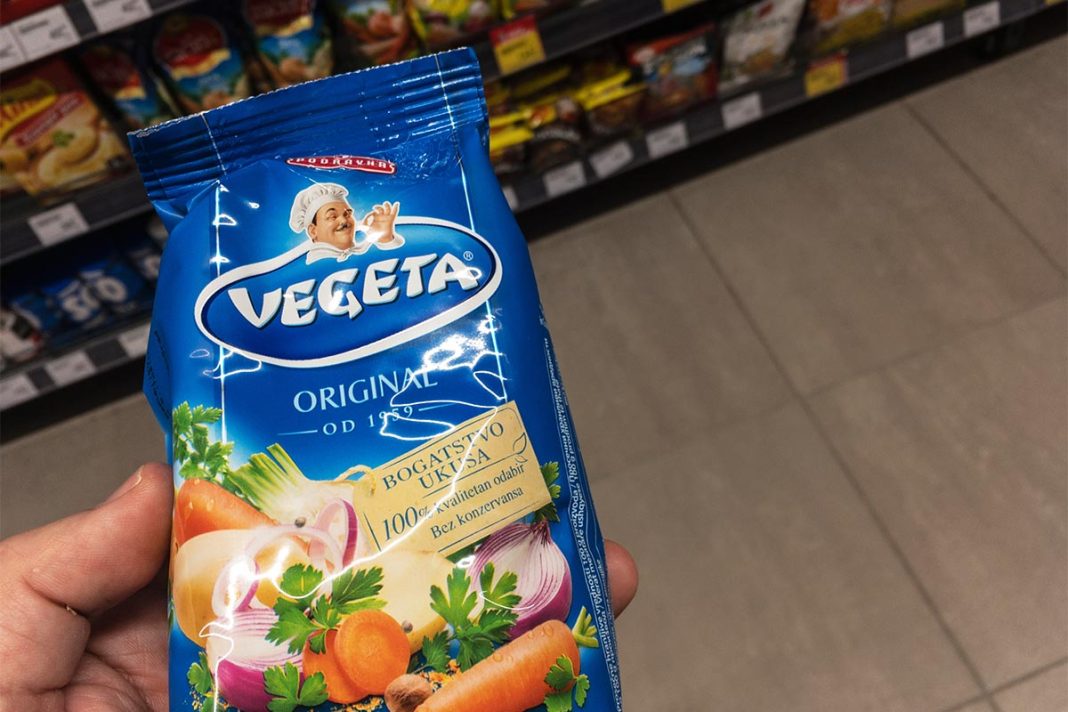 PODRAVKA
VEGETA®
ORIGINAL
OD 1959
BOGATSTVO
UKUSA
100% kvalitetan odabir
Bez konzervansa